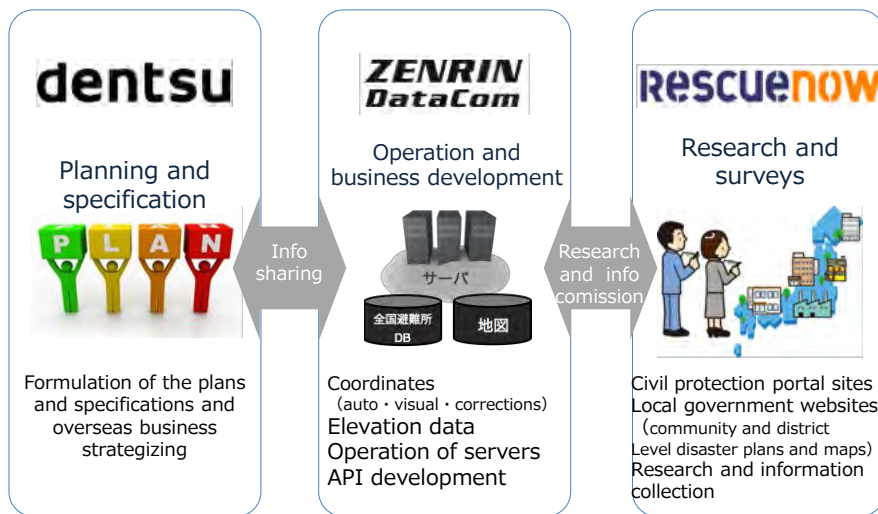 dentsu
Planning and
specification
P L A N
Formulation of the plans
and specifications and
overseas business
strategizing
Info
sharing
ZENRIN
DataCom
Operation and
business development
サーバ
全国避難所
DB
地図
Coordinates
（auto・visual・corrections）
Elevation data
Operation of servers
API development
Research
and info
comission
RESCUENOW
Research and
surveys
Civil protection portal sites
Local government websites
（community and district
Level disaster plans and maps）
Research and information
collection